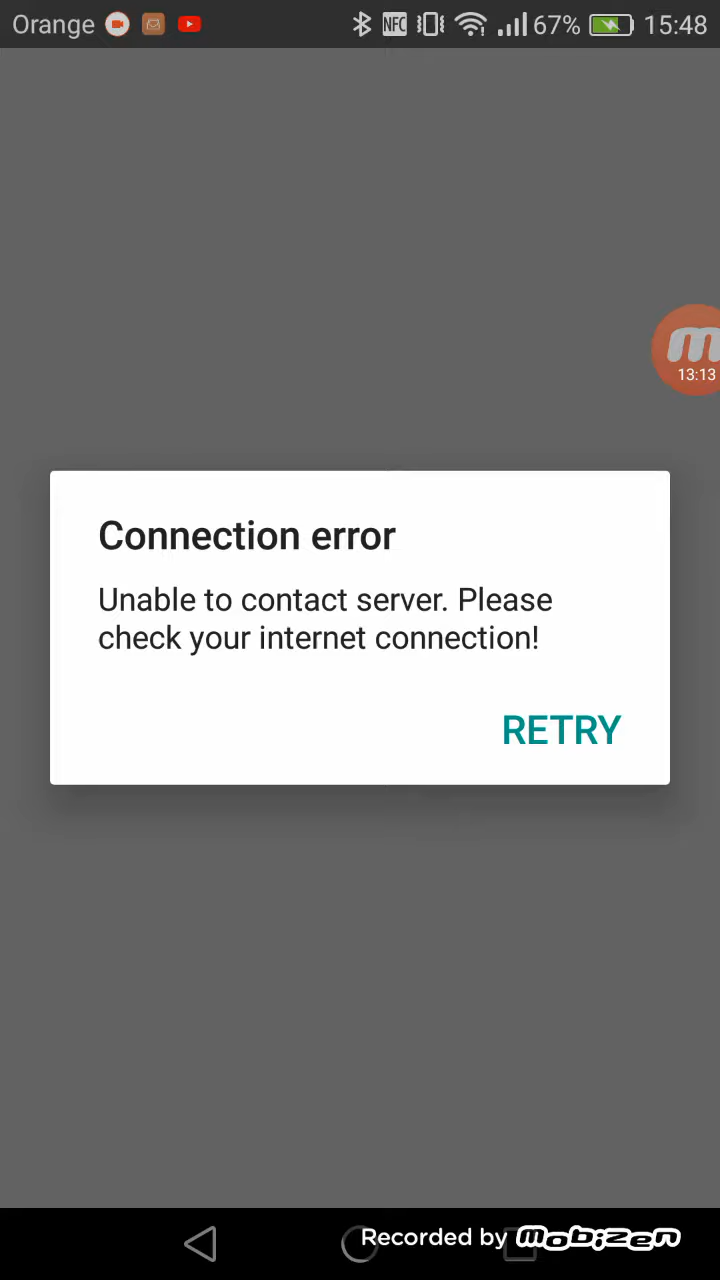 Orange NFC 67% 15:48
m
13:13
Connection error
Unable to contact server. Please
check your internet connection!
RETRY
Recorded by mobizen